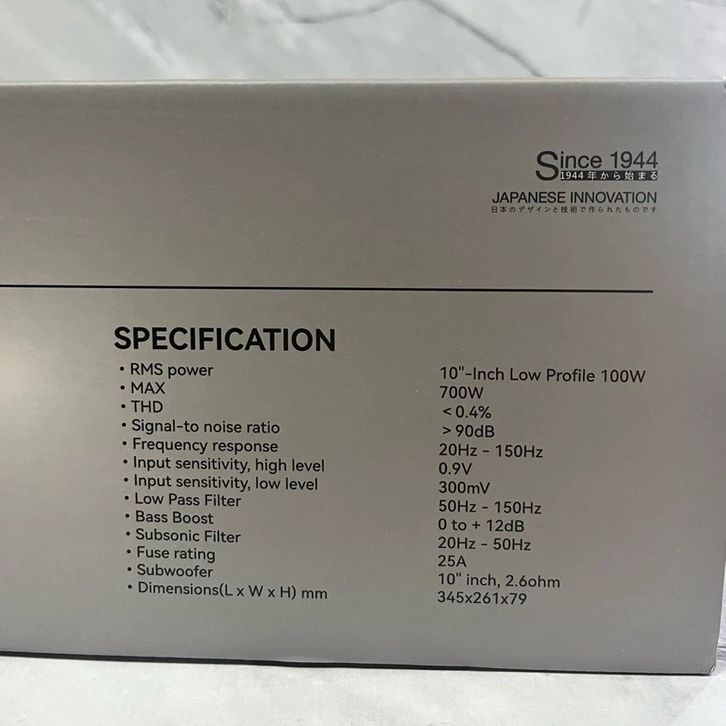 Since 1944
1944年から始まる
JAPANESE INNOVATION
日本のデザインと技術で作られたものです
SPECIFICATION
• RMS power 10"-Inch Low Profile 100W
• MAX 700W
• THD <0.4%
• Signal-to noise ratio >90dB
• Frequency response 20Hz - 150Hz
• Input sensitivity, high level 0.9V
• Input sensitivity, low level 300mV
• Low Pass Filter 50Hz - 150Hz
• Bass Boost 0 to + 12dB
• Subsonic Filter 20Hz - 50Hz
• Fuse rating 25A
• Subwoofer 10" inch, 2.6ohm
• Dimensions(L x W x H) mm 345x261x79